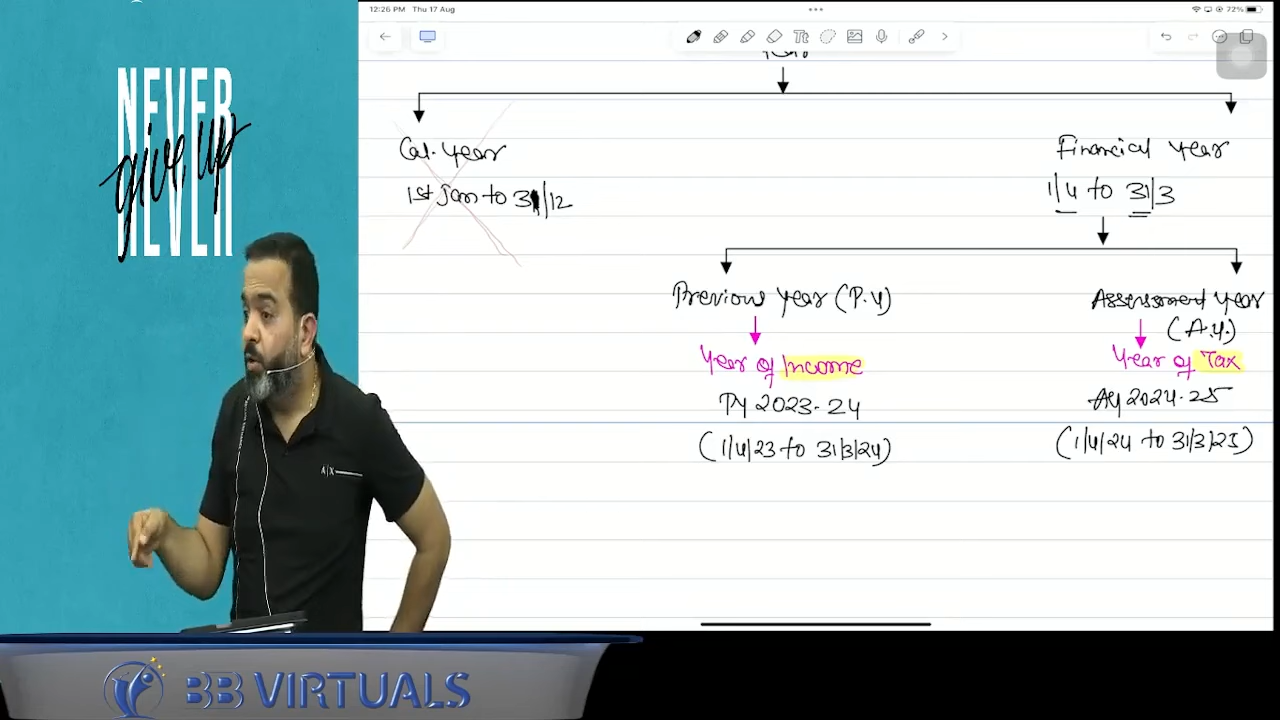 12:26 PM Thu 17 Aug
72%
NEVER
give up
NEVER
Cal. Year
1st Jan to 31/12
Financial Year
1/4 to 31/3
Previous Year (P.Y)
Assessment Year
(A.Y.)
Year of Income
Year of Tax
PY 2023-24
AY 2024-25
(1/4/23 to 31/3/24)
(1/4/24 to 31/3/25)
A|X
BB VIRTUALS